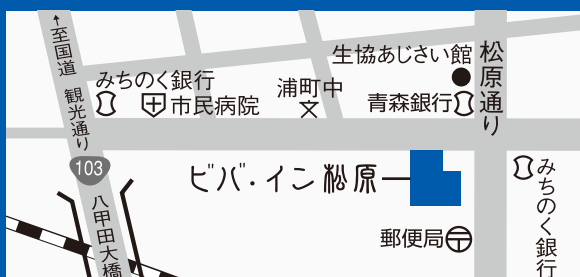 ↑至国道
観光通り
103
八甲田大橋
みちのく銀行
市民病院
浦町中
生協あじさい館
青森銀行
松原通り
ビバ・イン松原
郵便局
みちのく銀行